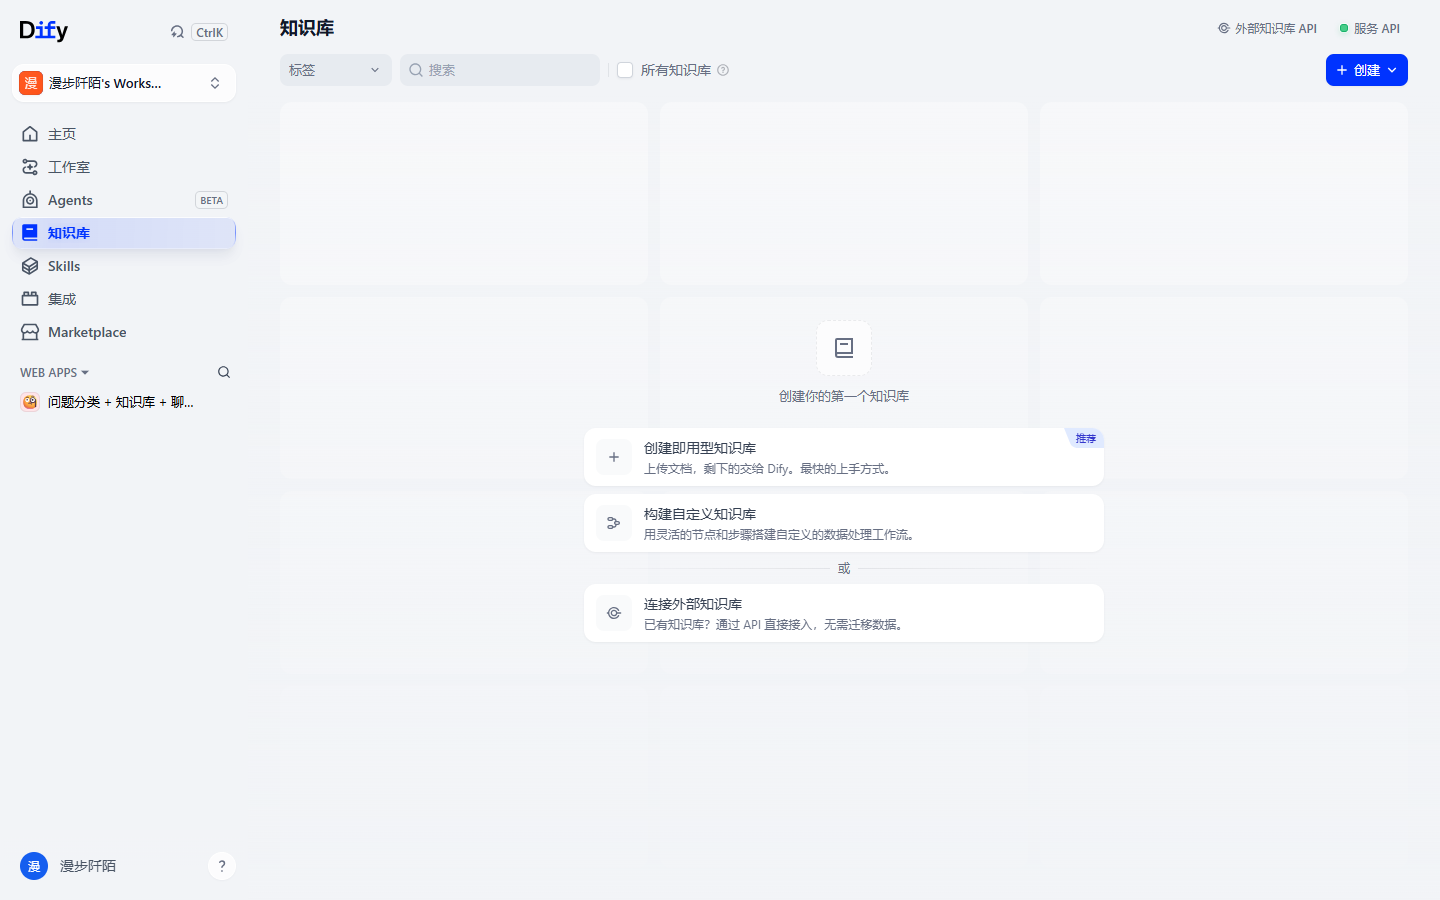 Dify
CtrlK
漫 漫步阡陌's Works...
主页
工作室
Agents BETA
知识库
Skills
集成
Marketplace
WEB APPS
问题分类 + 知识库 + 聊...
漫 漫步阡陌 ?
知识库
外部知识库 API 服务 API
标签 搜索 所有知识库
创建
创建你的第一个知识库
创建即用型知识库 推荐
上传文档，剩下的交给 Dify。最快的上手方式。
构建自定义知识库
用灵活的节点和步骤搭建自定义的数据处理工作流。
或
连接外部知识库
已有知识库？通过 API 直接接入，无需迁移数据。